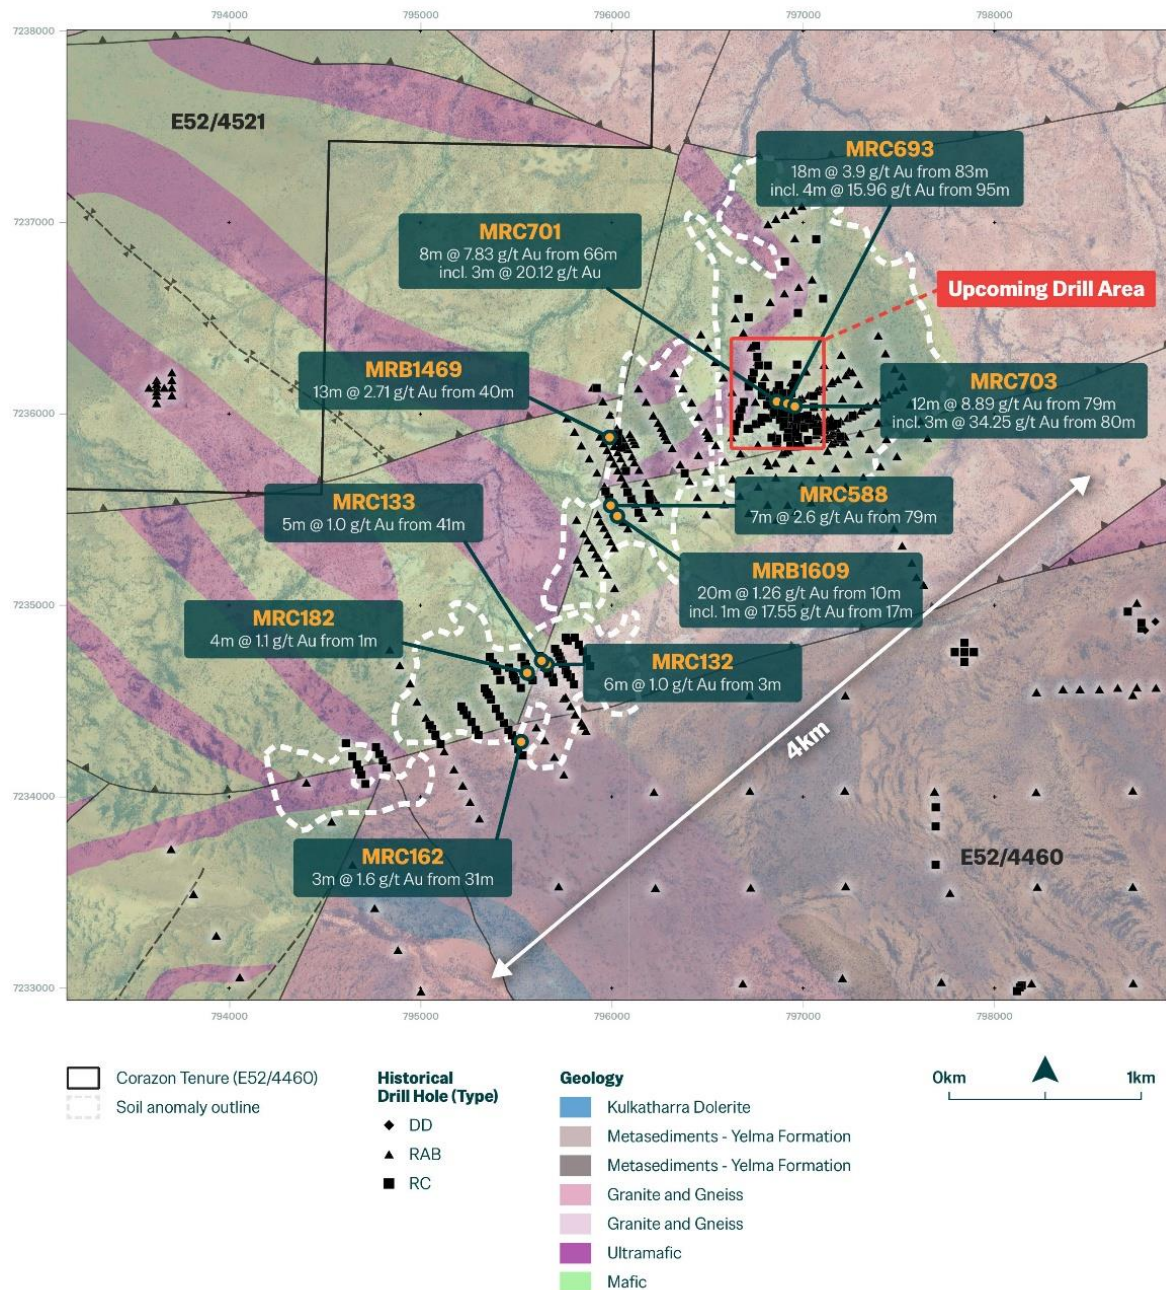 794000
795000
796000
797000
798000
7238000
E52/4521
MRC693
18m @ 3.9 g/t Au from 83m
incl. 4m @ 15.96 g/t Au from 95m
7237000
MRC701
8m @ 7.83 g/t Au from 66m
incl. 3m @ 20.12 g/t Au
Upcoming Drill Area
MRB1469
13m @ 2.71 g/t Au from 40m
MRC703
12m @ 8.89 g/t Au from 79m
incl. 3m @ 34.25 g/t Au from 80m
7236000
MRC133
5m @ 1.0 g/t Au from 41m
MRC588
7m @ 2.6 g/t Au from 79m
MRB1609
20m @ 1.26 g/t Au from 10m
incl. 1m @ 17.55 g/t Au from 17m
7235000
MRC182
4m @ 1.1 g/t Au from 1m
MRC132
6m @ 1.0 g/t Au from 3m
4km
7234000
MRC162
3m @ 1.6 g/t Au from 31m
E52/4460
7233000
794000
795000
796000
797000
798000
Corazon Tenure (E52/4460)
Soil anomaly outline
Historical
Drill Hole (Type)
DD
RAB
RC
Geology
Kulkatharra Dolerite
Metasediments - Yelma Formation
Metasediments - Yelma Formation
Granite and Gneiss
Granite and Gneiss
Ultramafic
Mafic
0km
1km